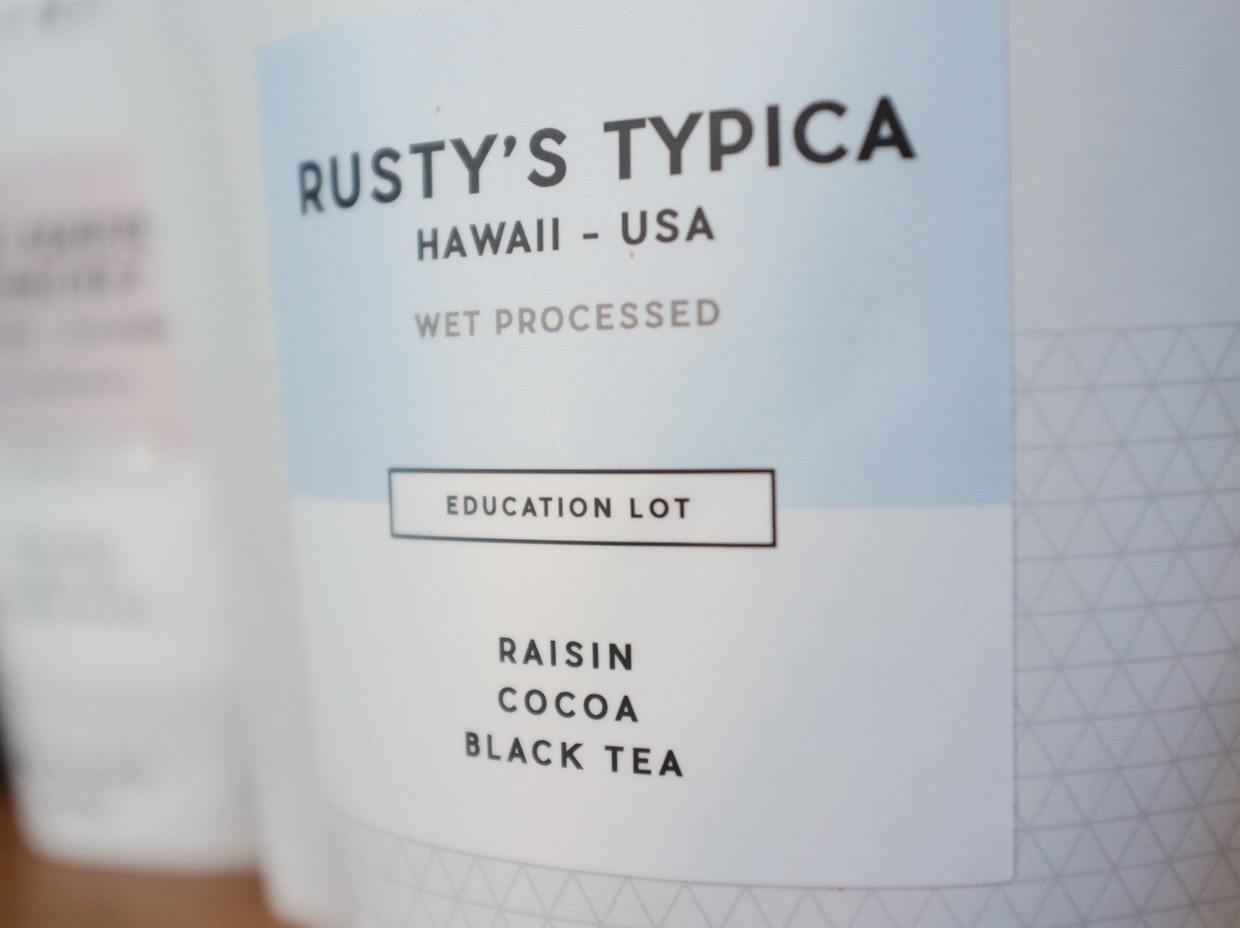 RUSTY'S TYPICA
HAWAII - USA
WET PROCESSED
EDUCATION LOT
RAISIN
COCOA
BLACK TEA